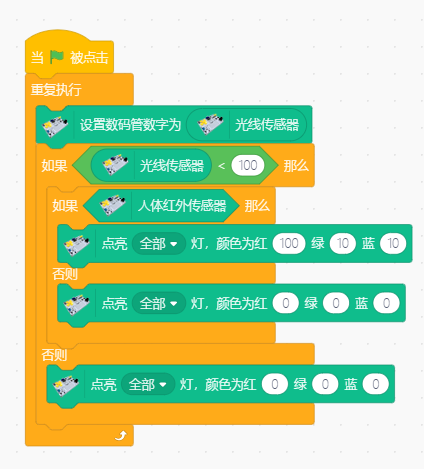 当 被点击
重复执行
设置数码管数字为 光线传感器
如果 光线传感器 < 100 那么
如果 人体红外传感器 那么
点亮 全部 灯，颜色为红 100 绿 10 蓝 10
否则
点亮 全部 灯，颜色为红 0 绿 0 蓝 0
否则
点亮 全部 灯，颜色为红 0 绿 0 蓝 0